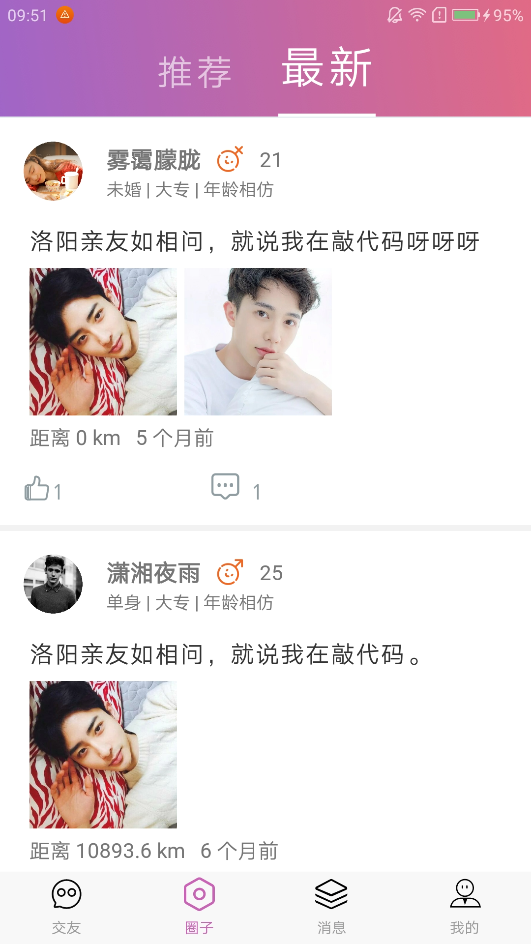 09:51
95%
推荐
最新
雾霭朦胧 21
未婚 | 大专 | 年龄相仿
洛阳亲友如相问，就说我在敲代码呀呀呀
距离 0 km 5 个月前
1
1
潇湘夜雨 25
单身 | 大专 | 年龄相仿
洛阳亲友如相问，就说我在敲代码。
距离 10893.6 km 6 个月前
交友
圈子
消息
我的